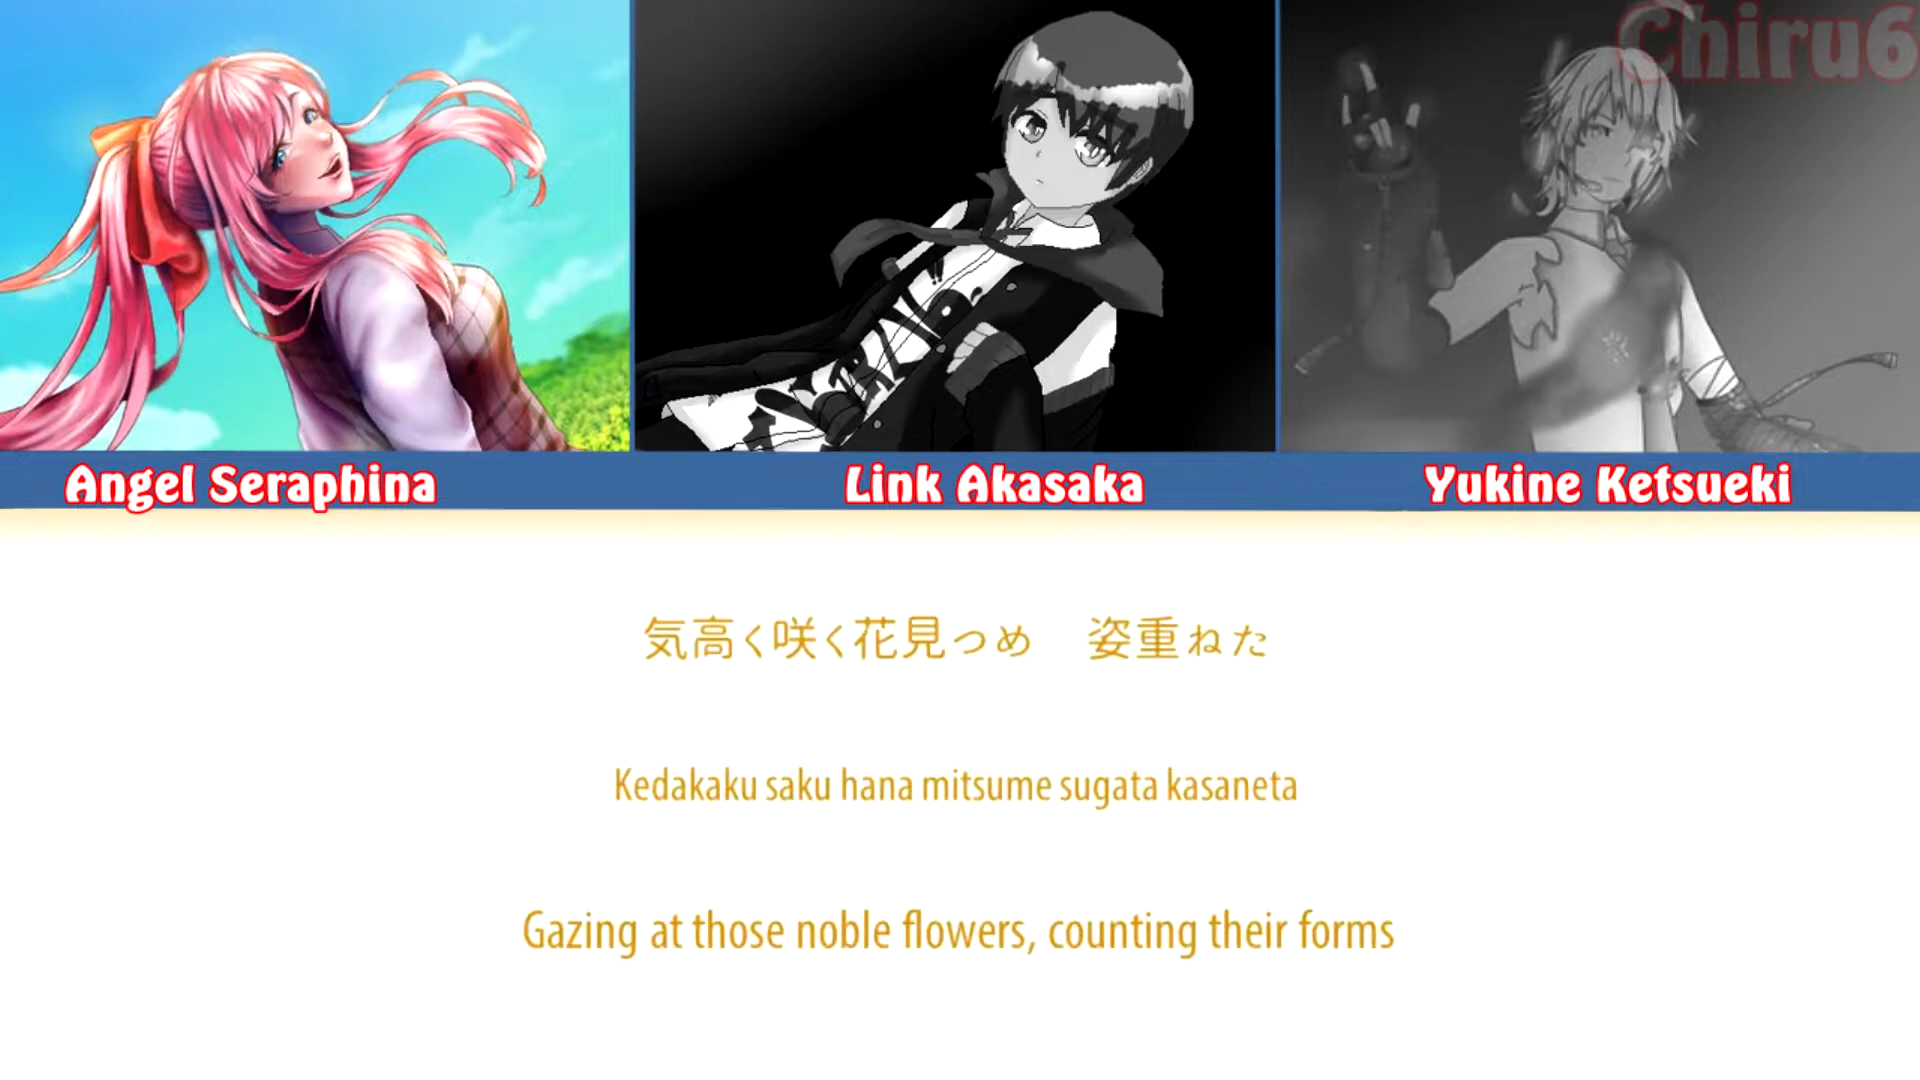 Chiru6
Angel Seraphina
Link Akasaka
Yukine Ketsueki
気高く咲く花見つめ　姿重ねた
Kedakaku saku hana mitsume sugata kasaneta
Gazing at those noble flowers, counting their forms